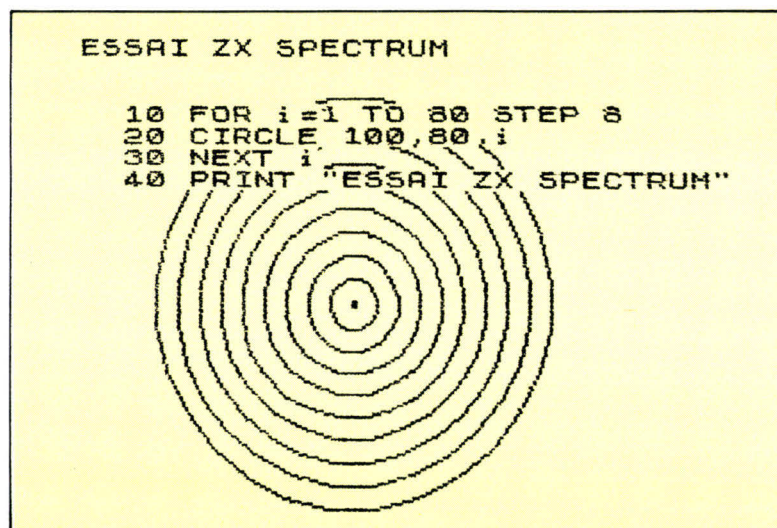 ESSAI ZX SPECTRUM
10 FOR i=1 TO 80 STEP 8
20 CIRCLE 100,80,i
30 NEXT i
40 PRINT "ESSAI ZX SPECTRUM"